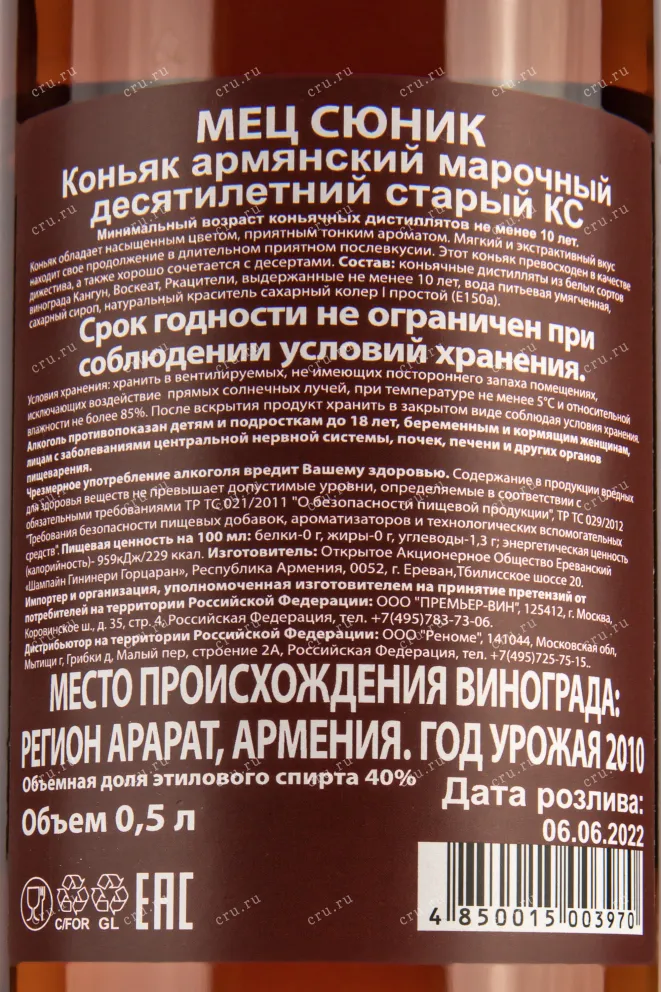 МЕЦ СЮНИК
Коньяк армянский марочный
десятилетний старый КС
Минимальный возраст коньячных дистиллятов не менее 10 лет.
Коньяк обладает насыщенным цветом, приятным тонким ароматом. Мягкий и экстрактивный вкус
находит свое продолжение в длительном приятном послевкусии. Этот коньяк превосходен в качестве
дижестива, а также хорошо сочетается с десертами. Состав: коньячные дистилляты из белых сортов
винограда Кангун, Воскеат, Ркацители, выдержанные не менее 10 лет, вода питьевая умягченная,
сахарный сироп, натуральный краситель сахарный колер I простой (Е150а).
Срок годности не ограничен при
соблюдении условий хранения.
Условия хранения: хранить в вентилируемых, не имеющих постороннего запаха помещениях,
исключающих воздействие прямых солнечных лучей, при температуре не менее 5°С и относительной
влажности не более 85%. После вскрытия продукт хранить в закрытом виде соблюдая условия хранения.
Алкоголь противопоказан детям и подросткам до 18 лет, беременным и кормящим женщинам,
лицам с заболеваниями центральной нервной системы, почек, печени и других органов
пищеварения.
Чрезмерное употребление алкоголя вредит Вашему здоровью. Содержание в продукции вредных
для здоровья веществ не превышает допустимые уровни, определяемые в соответствии с
обязательными требованиями ТР ТС 021/2011 "О безопасности пищевой продукции", ТР ТС 029/2012
"Требования безопасности пищевых добавок, ароматизаторов и технологических вспомогательных
средств". Пищевая ценность на 100 мл: белки-0 г, жиры-0 г, углеводы-1,3 г; энергетическая ценность
(калорийность)- 959кДж/229 ккал. Изготовитель: Открытое Акционерное Общество Ереванский
«Шампайн Гининери Горцаран», Республика Армения, 0052, г. Ереван,Тбилисское шоссе 20.
Импортер и организация, уполномоченная изготовителем на принятие претензий от
потребителей на территории Российской Федерации: ООО "ПРЕМЬЕР-ВИН", 125412, г. Москва,
Коровинское ш., д. 35, стр. 4, Российская Федерация, тел. +7(495)783-73-06.
Дистрибьютор на территории Российской Федерации: ООО "Реноме", 141044, Московская обл,
Мытищи г, Грибки д, Малый пер, строение 2А, Российская Федерация, тел. +7(495)725-75-15..
МЕСТО ПРОИСХОЖДЕНИЯ ВИНОГРАДА:
РЕГИОН АРАРАТ, АРМЕНИЯ. ГОД УРОЖАЯ 2010
Объемная доля этилового спирта 40%
Дата розлива:
Объем 0,5 л
06.06.2022
C/FOR GL
EAC
4 850015 003970
cru.ru